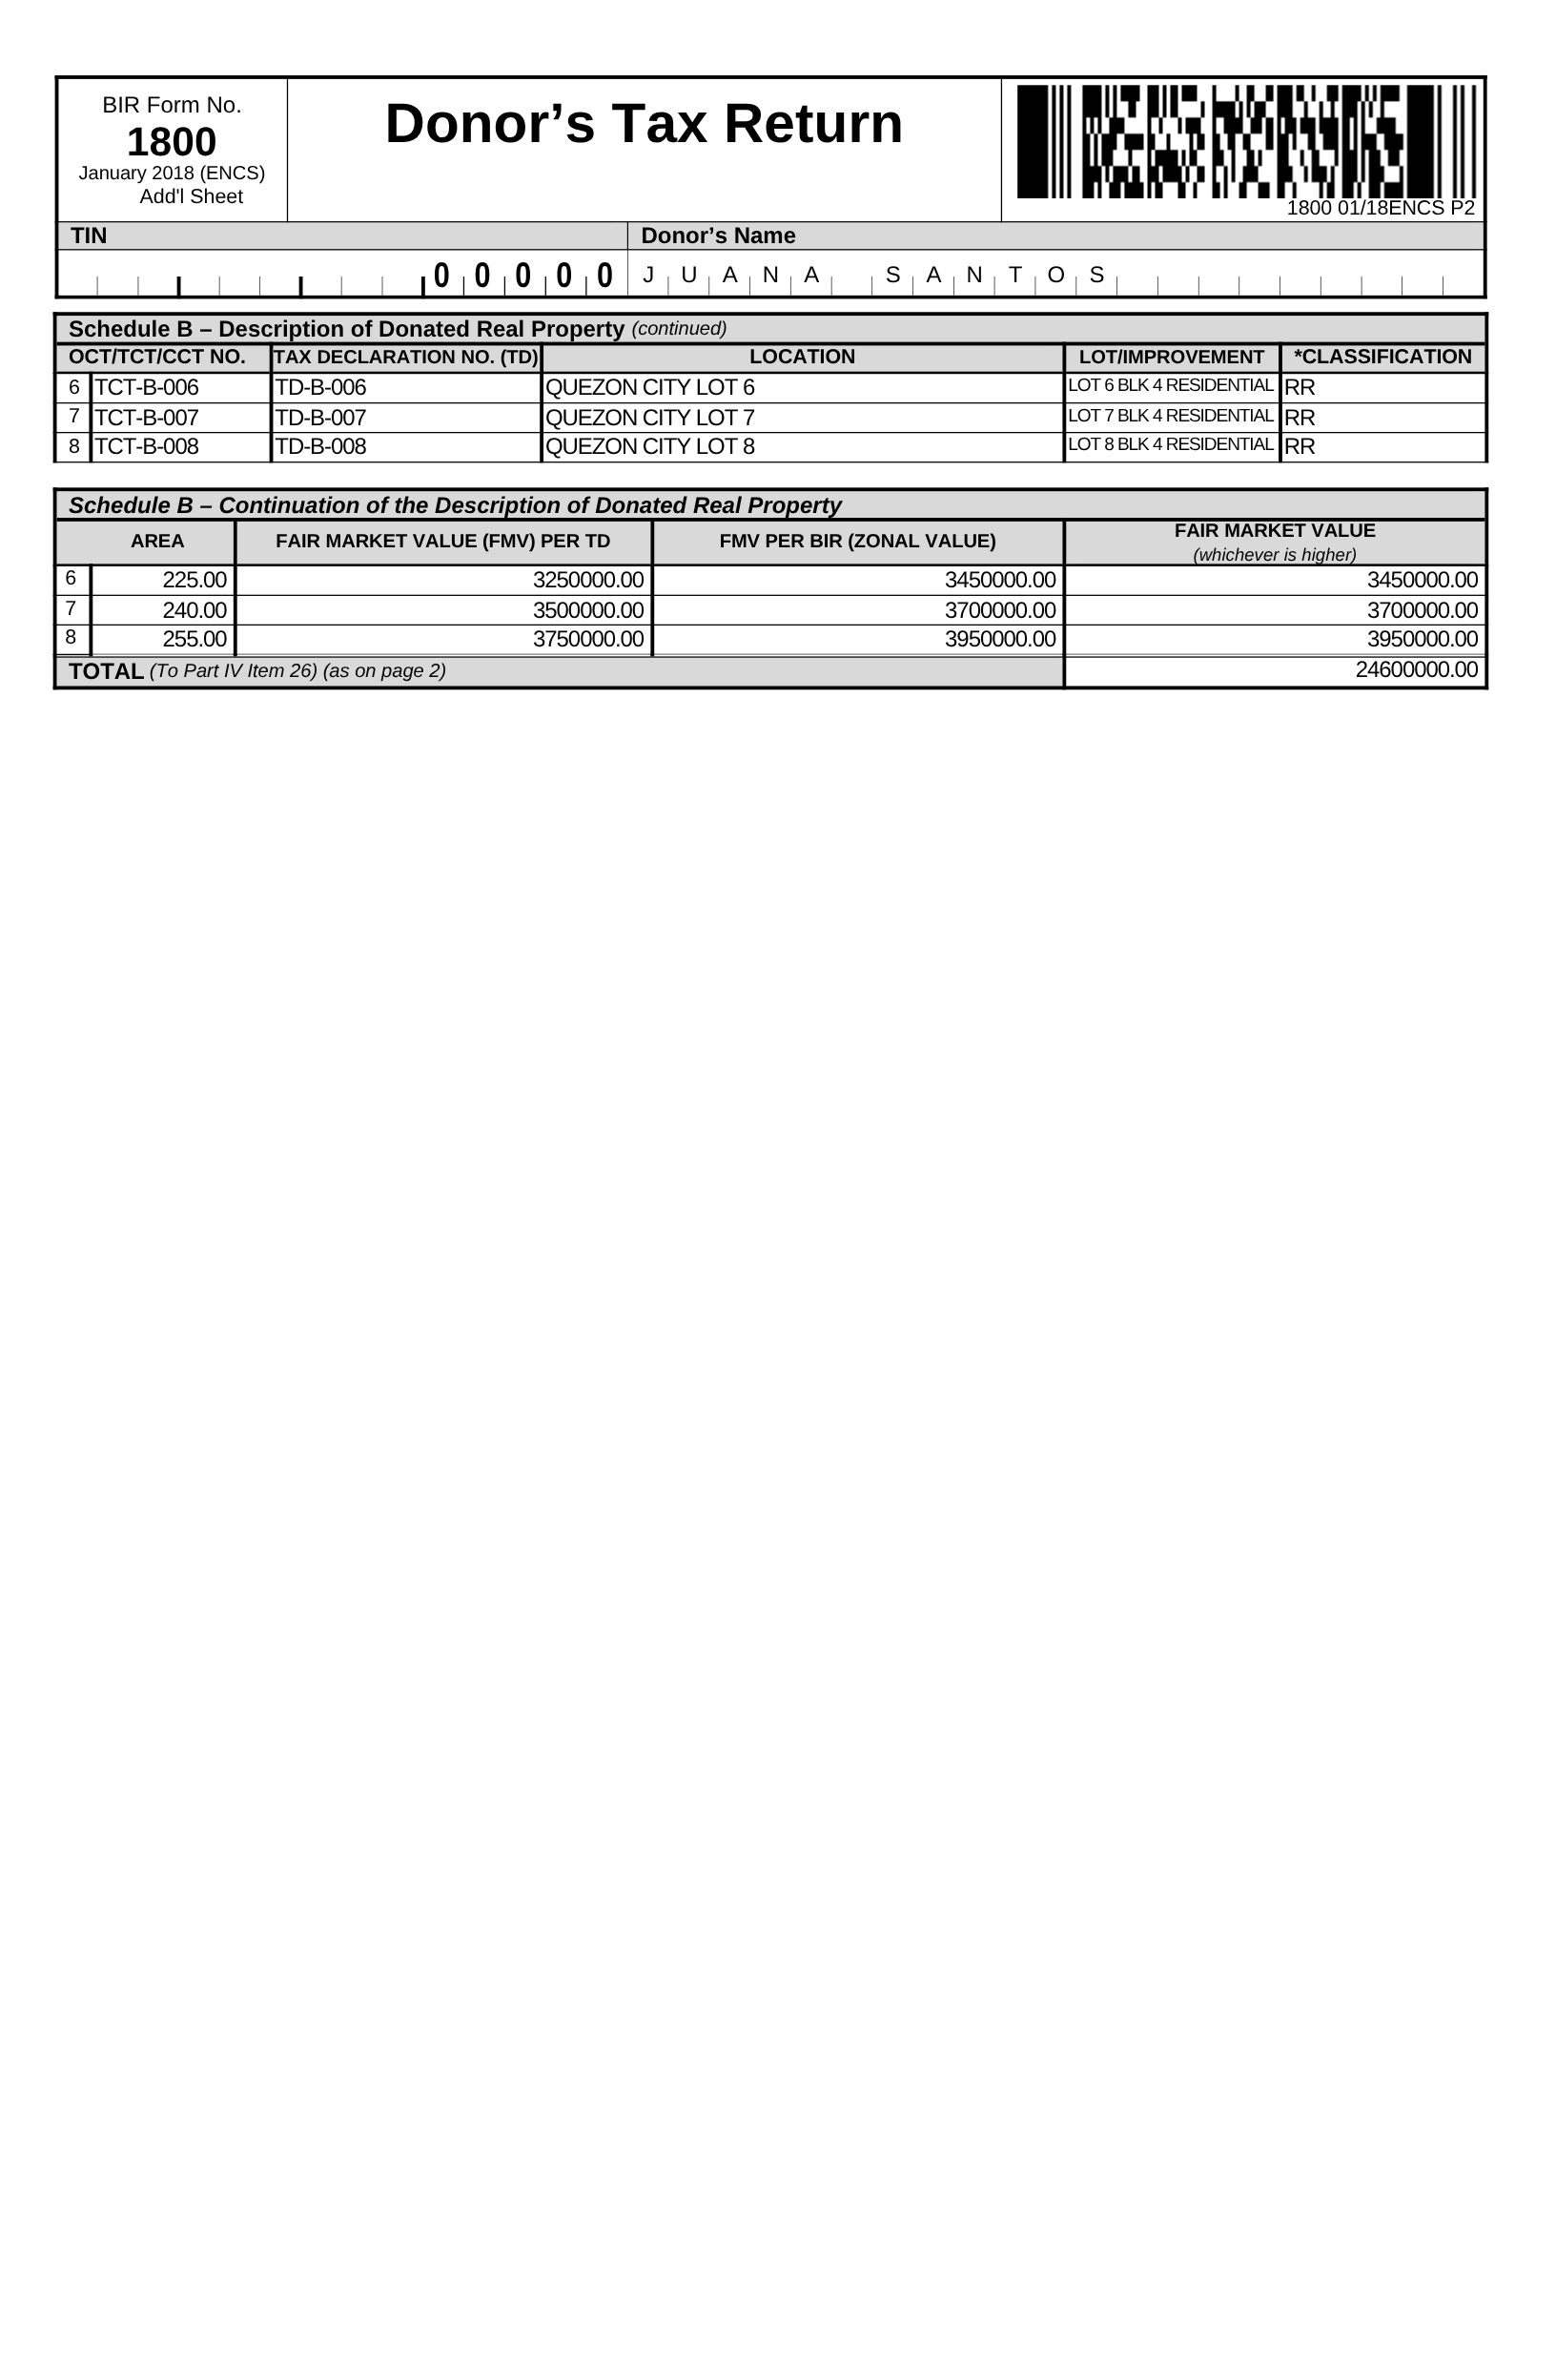 BIR Form No.
1800
January 2018 (ENCS)
Add'l Sheet
Donor’s Tax Return
1800 01/18ENCS P2
TIN
Donor’s Name
0 0 0 0 0
J U A N A   S A N T O S
Schedule B – Description of Donated Real Property (continued)
OCT/TCT/CCT NO. TAX DECLARATION NO. (TD) LOCATION LOT/IMPROVEMENT *CLASSIFICATION
6 TCT-B-006 TD-B-006 QUEZON CITY LOT 6 LOT 6 BLK 4 RESIDENTIAL RR
7 TCT-B-007 TD-B-007 QUEZON CITY LOT 7 LOT 7 BLK 4 RESIDENTIAL RR
8 TCT-B-008 TD-B-008 QUEZON CITY LOT 8 LOT 8 BLK 4 RESIDENTIAL RR
Schedule B – Continuation of the Description of Donated Real Property
AREA FAIR MARKET VALUE (FMV) PER TD FMV PER BIR (ZONAL VALUE) FAIR MARKET VALUE
(whichever is higher)
6 225.00 3250000.00 3450000.00 3450000.00
7 240.00 3500000.00 3700000.00 3700000.00
8 255.00 3750000.00 3950000.00 3950000.00
TOTAL (To Part IV Item 26) (as on page 2) 24600000.00